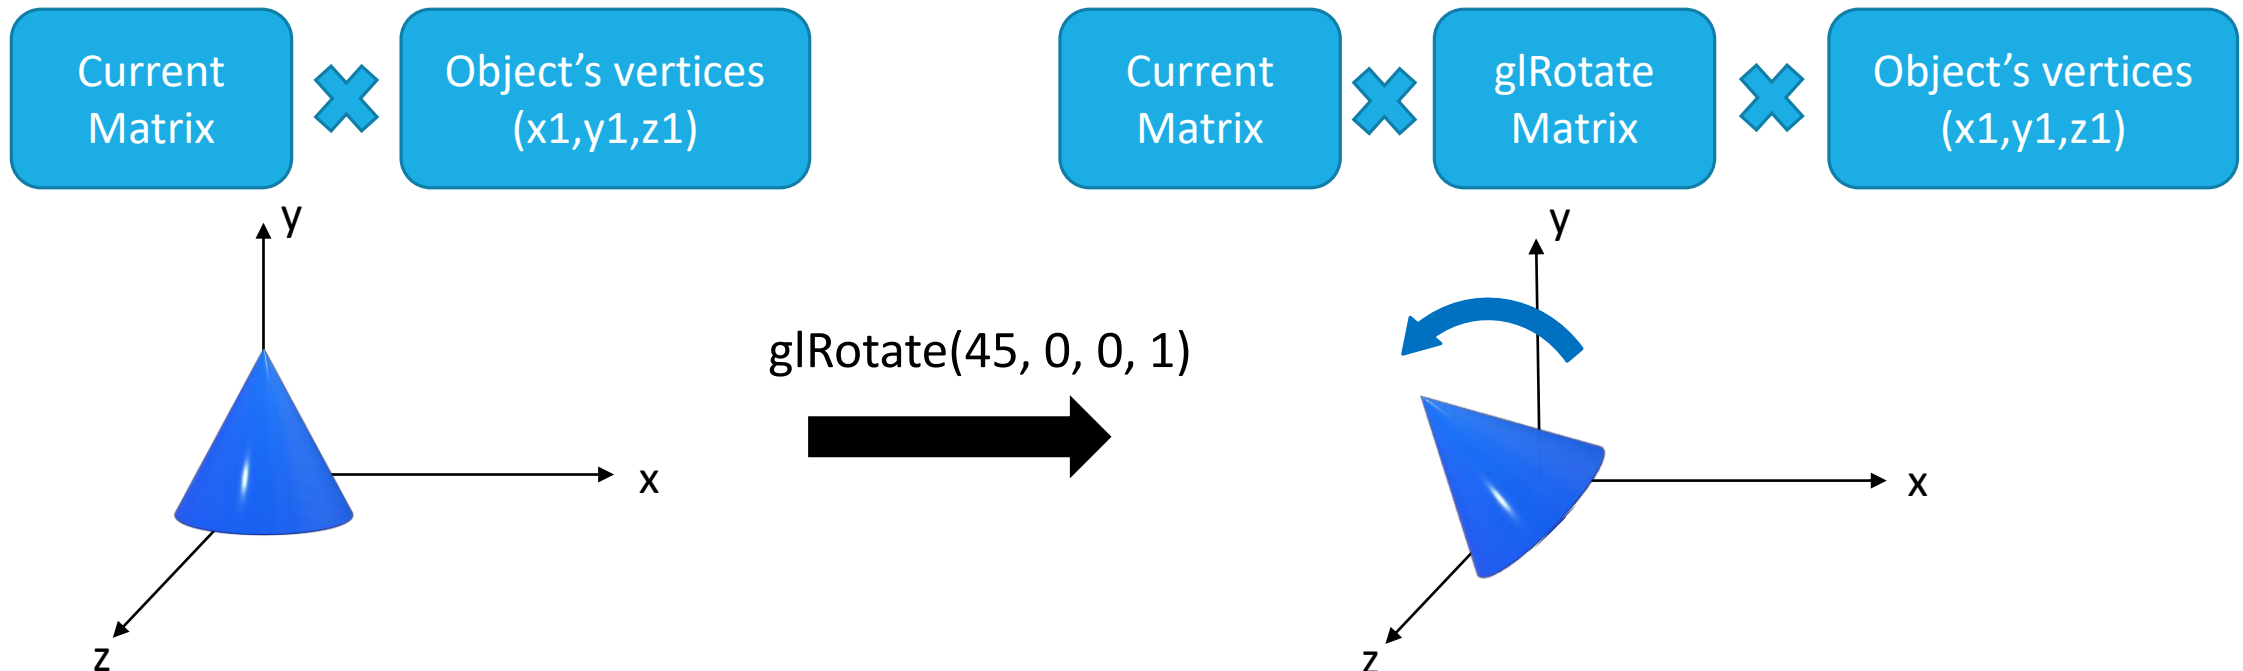 Current
Matrix
Object’s vertices
(x1,y1,z1)
Current
Matrix
glRotate
Matrix
Object’s vertices
(x1,y1,z1)
y
x
z
glRotate(45, 0, 0, 1)
y
x
z